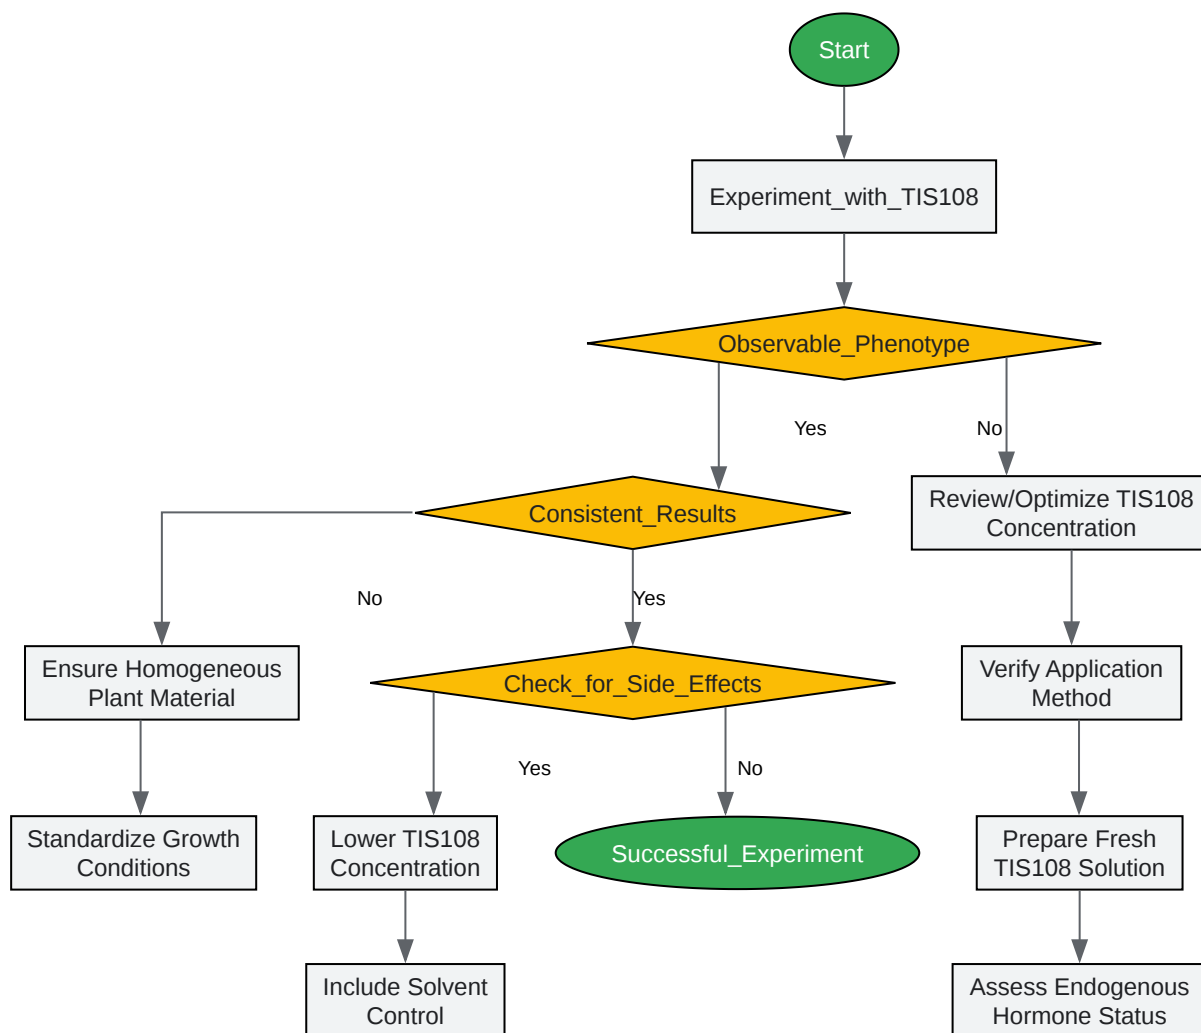 Start
Experiment_with_TIS108
Observable_Phenotype
Yes
No
Consistent_Results
Review/Optimize TIS108
Concentration
No
Yes
Ensure Homogeneous
Plant Material
Check_for_Side_Effects
Verify Application
Method
Yes
No
Standardize Growth
Conditions
Lower TIS108
Concentration
Successful_Experiment
Prepare Fresh
TIS108 Solution
Include Solvent
Control
Assess Endogenous
Hormone Status